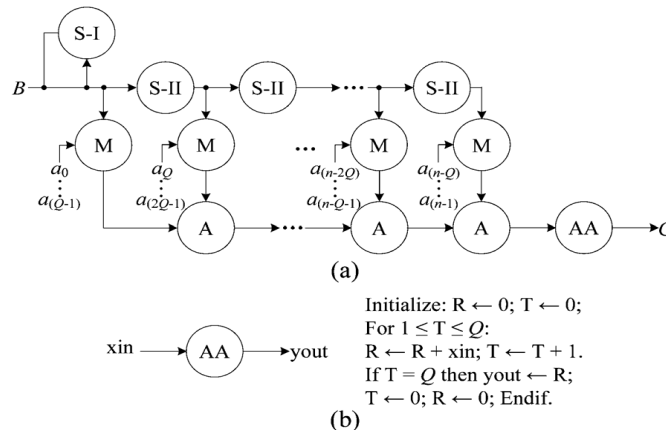 S-I
B S-II S-II ... S-II
M M ... M M
a0 aQ a(n-2Q) a(n-Q)
a(Q-1) a(2Q-1) a(n-Q-1) a(n-1)
A ... A A AA C
(a)
xin AA yout
Initialize: R ← 0; T ← 0;
For 1 ≤ T ≤ Q:
R ← R + xin; T ← T + 1.
If T = Q then yout ← R;
T ← 0; R ← 0; Endif.
(b)